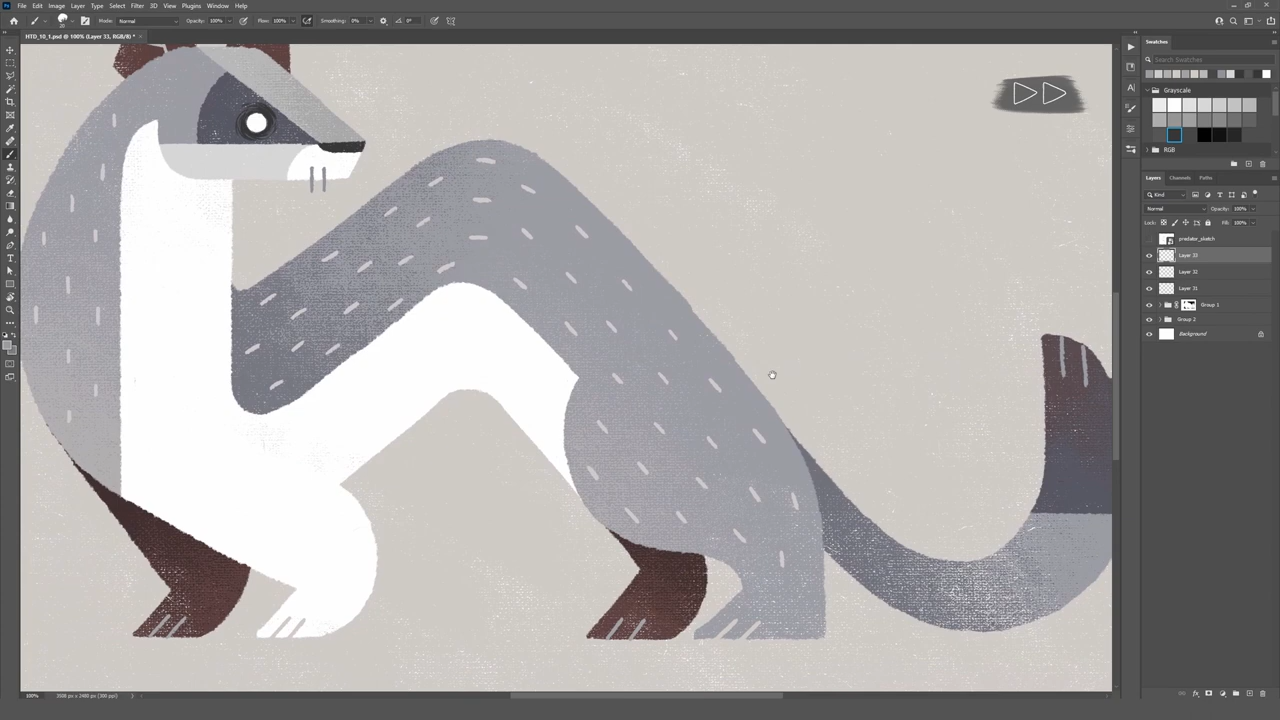 File Edit Image Layer Type Select Filter 3D View Plugins Window Help
Mode: Normal Opacity: 100% Flow: 100% Smoothing: 0% 0°
HTD_10_1.psd @ 100% (Layer 33, RGB/8) *
Swatches
Search Swatches
Grayscale
RGB
Layers Channels Paths
Kind
Normal Opacity: 100%
Lock: Fill: 100%
predator_sketch
Layer 33
Layer 32
Layer 31
Group 1
Group 2
Background
100%